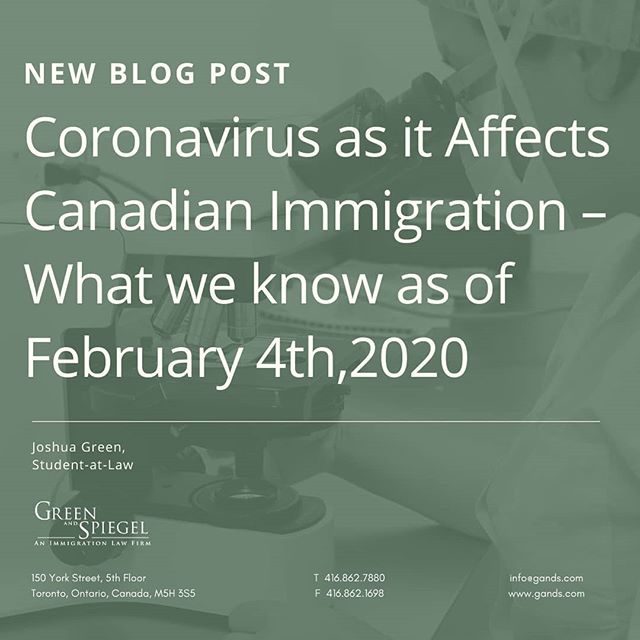 NEW BLOG POST
Coronavirus as it Affects
Canadian Immigration –
What we know as of
February 4th,2020
Joshua Green,
Student-at-Law
GREEN
AND
SPIEGEL
AN IMMIGRATION LAW FIRM
150 York Street, 5th Floor
Toronto, Ontario, Canada, M5H 3S5
T 416.862.7880
F 416.862.1698
info@gands.com
www.gands.com